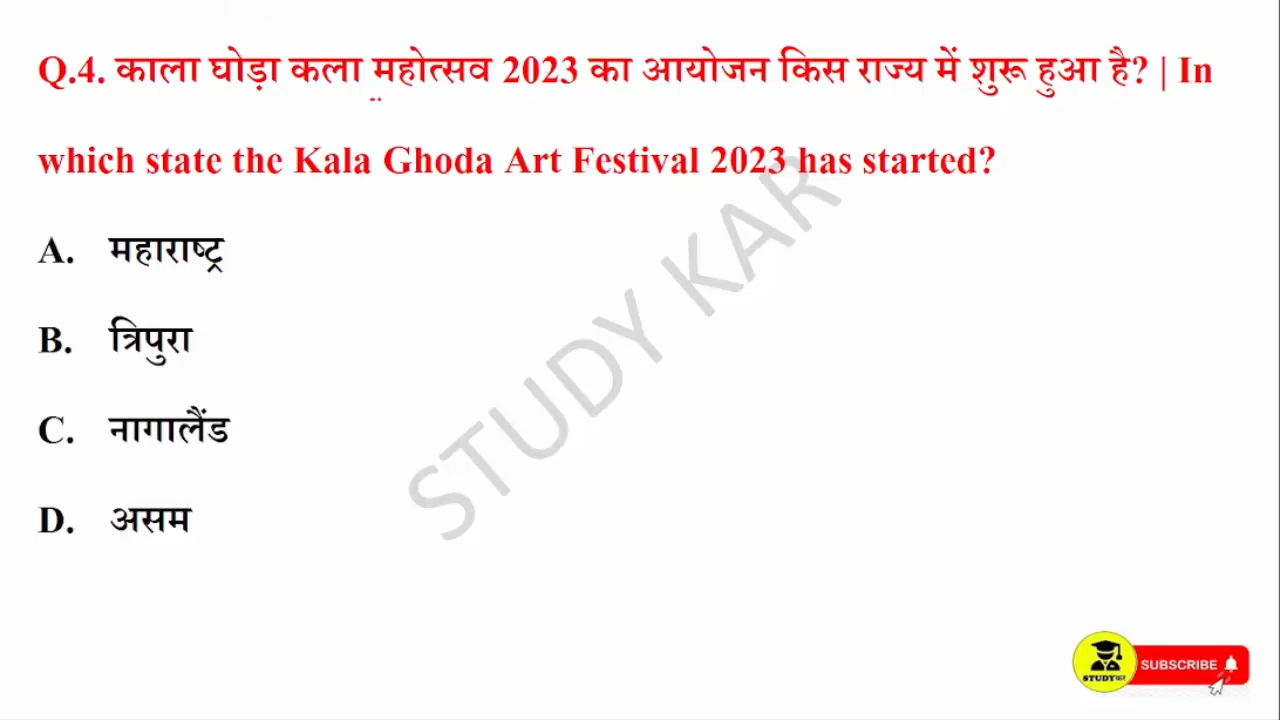 Q.4. काला घोड़ा कला महोत्सव 2023 का आयोजन किस राज्य में शुरू हुआ है? | In
which state the Kala Ghoda Art Festival 2023 has started?
A. महाराष्ट्र
B. त्रिपुरा
C. नागालैंड
D. असम
STUDY KAR
SUBSCRIBE
STUDYकर